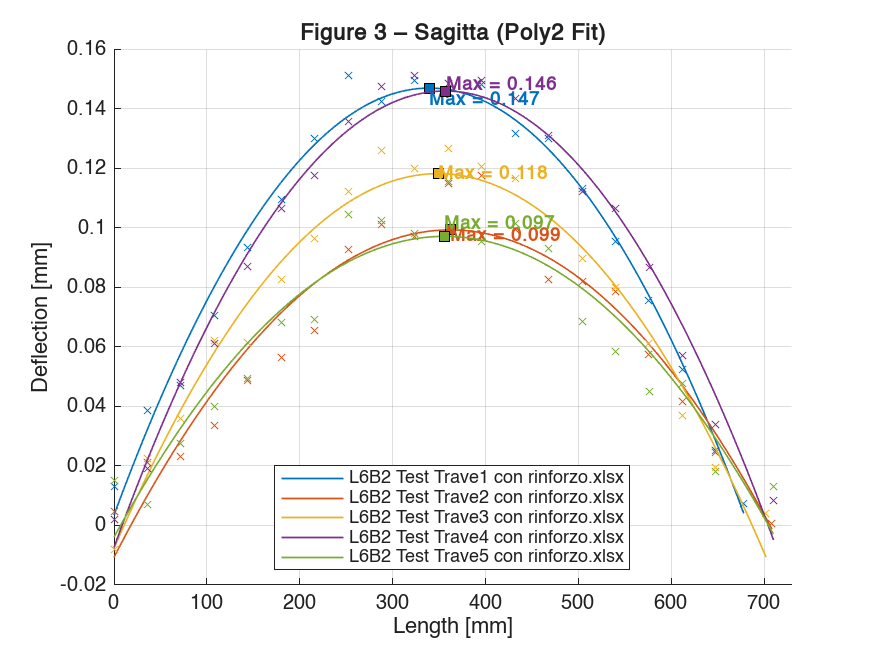 Figure 3 – Sagitta (Poly2 Fit)
0.16
0.14
0.12
0.1
0.08
0.06
0.04
0.02
0
-0.02
Deflection [mm]
Max = 0.146
Max = 0.147
Max = 0.118
Max = 0.097
Max = 0.099
L6B2 Test Trave1 con rinforzo.xlsx
L6B2 Test Trave2 con rinforzo.xlsx
L6B2 Test Trave3 con rinforzo.xlsx
L6B2 Test Trave4 con rinforzo.xlsx
L6B2 Test Trave5 con rinforzo.xlsx
0 100 200 300 400 500 600 700
Length [mm]